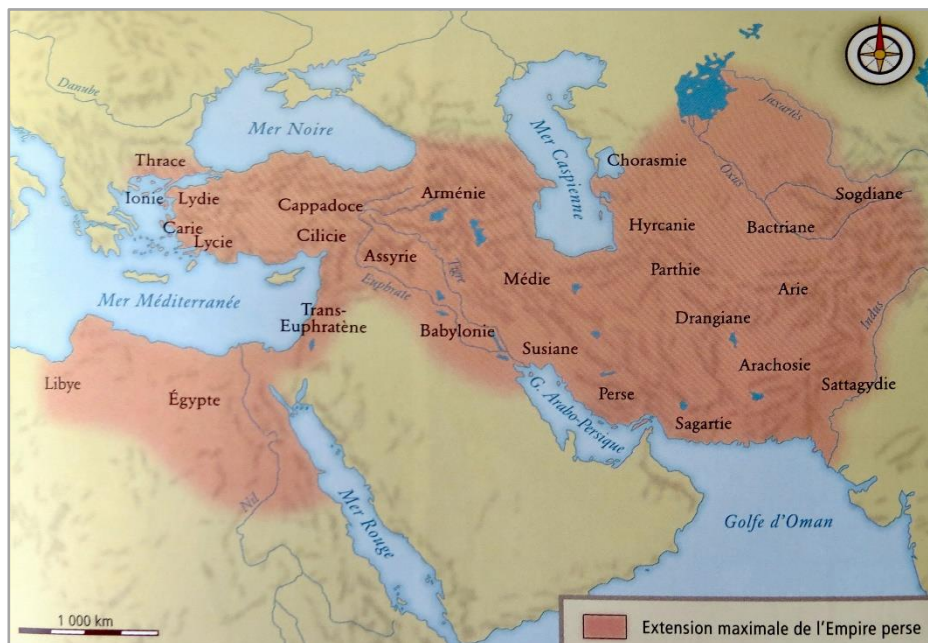 Danube
Mer Noire
Thrace
Ionie
Lydie
Carie
Lycie
Cappadoce
Cilicie
Arménie
Assyrie
Tigre
Euphrate
Mer Caspienne
Chorasmie
Jaxartès
Oxus
Sogdiane
Hyrcanie
Bactriane
Médie
Parthie
Arie
Drangiane
Indus
Mer Méditerranée
Trans-
Euphratène
Babylonie
Susiane
Arachosie
Sattagydie
Perse
Sagartie
G. Arabo-Persique
Libye
Égypte
Nil
Mer Rouge
Golfe d'Oman
1 000 km
Extension maximale de l'Empire perse